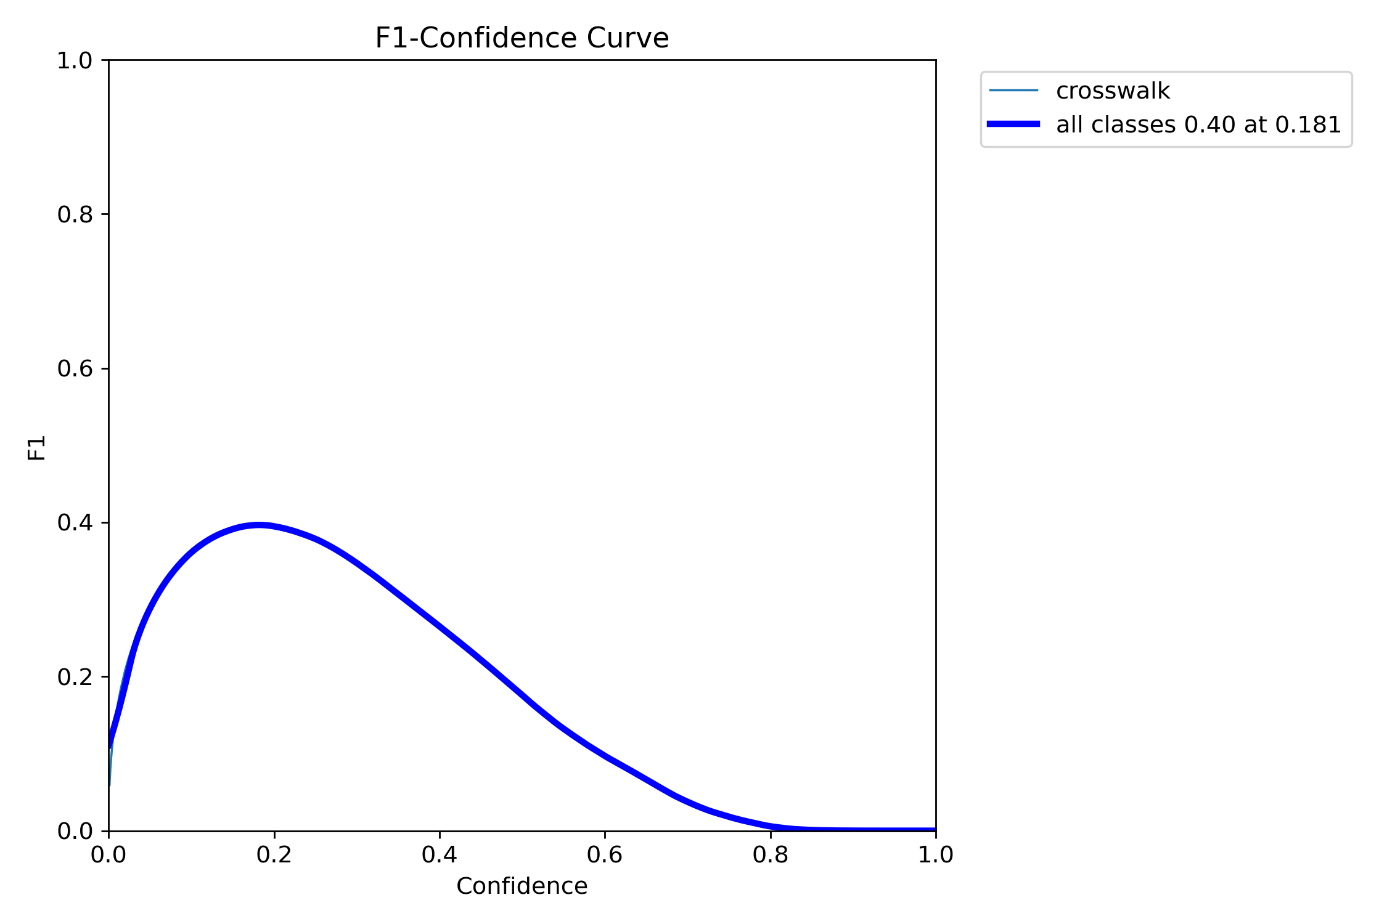 F1-Confidence Curve
crosswalk
all classes 0.40 at 0.181
1.0
0.8
0.6
0.4
0.2
0.0
F1
0.0 0.2 0.4 0.6 0.8 1.0
Confidence